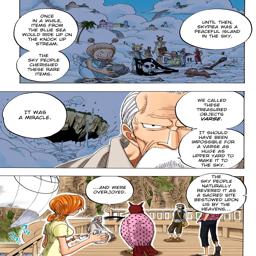 ONCE
IN A WHILE,
ITEMS FROM
THE BLUE SEA
WOULD RIDE UP
ON THE KNOCK UP
STREAM.
THE
SKY PEOPLE
CHERISHED
THESE RARE
ITEMS.
UNTIL THEN,
SKYPIEA WAS A
PEACEFUL ISLAND
IN THE SKY.
IT WAS A
MIRACLE.
WE CALLED
THESE
TREASURED
OBJECTS
VARSE.
IT SHOULD
HAVE BEEN
IMPOSSIBLE FOR
A VARSE AS
HUGE AS
UPPER YARD TO
MAKE IT TO
THE SKY.
...AND WERE
OVERJOYED.
THE
SKY PEOPLE
NATURALLY
REVERED IT AS
A SACRED SITE
BESTOWED UPON
US BY THE
HEAVENS,